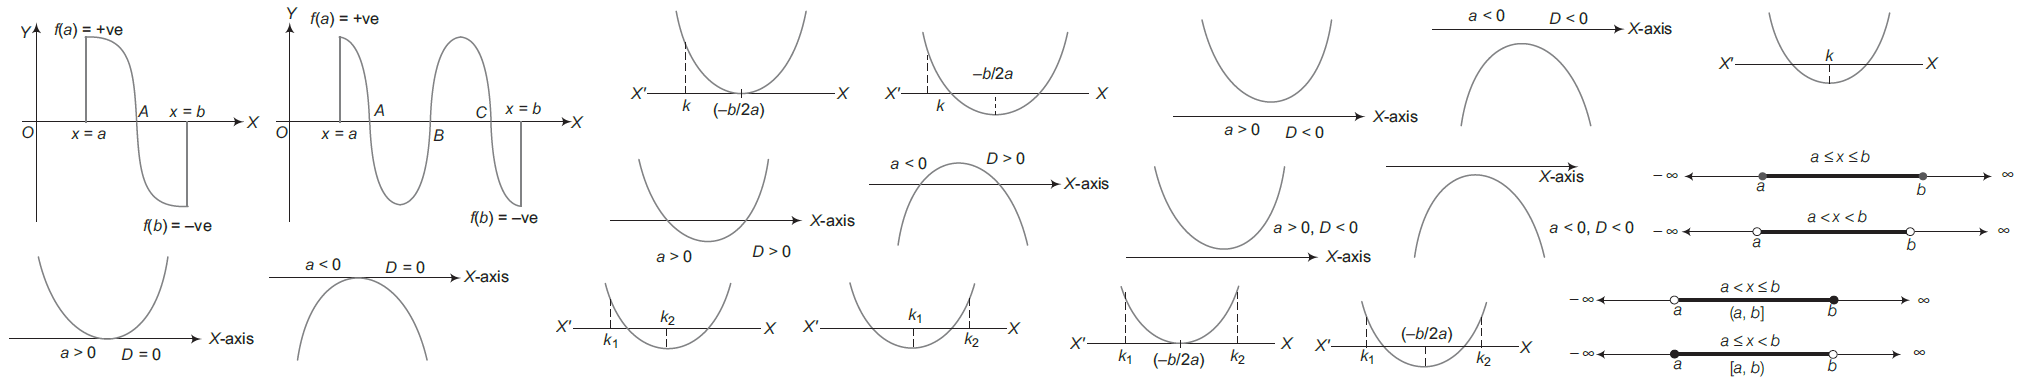 Y
f(a) = +ve
A
x = b
O
x = a
X
f(b) = –ve
Y
f(a) = +ve
A
B
C
x = b
O
x = a
X
f(b) = –ve
X'
k
(–b/2a)
X
–b/2a
X'
k
X
a > 0
D < 0
X-axis
a < 0
D < 0
X-axis
k
X'
X
a > 0
D > 0
X-axis
a < 0
D > 0
X-axis
a > 0, D < 0
X-axis
X-axis
a < 0, D < 0
a ≤ x ≤ b
– ∞
a
b
∞
a < x < b
– ∞
a
b
∞
a > 0
D = 0
X-axis
a < 0
D = 0
X-axis
X'
k1
k2
X
X'
k1
k2
X
X'
k1
(–b/2a)
k2
X
X'
k1
(–b/2a)
k2
X
a < x ≤ b
– ∞
a
(a, b]
b
∞
a ≤ x < b
– ∞
a
[a, b)
b
∞